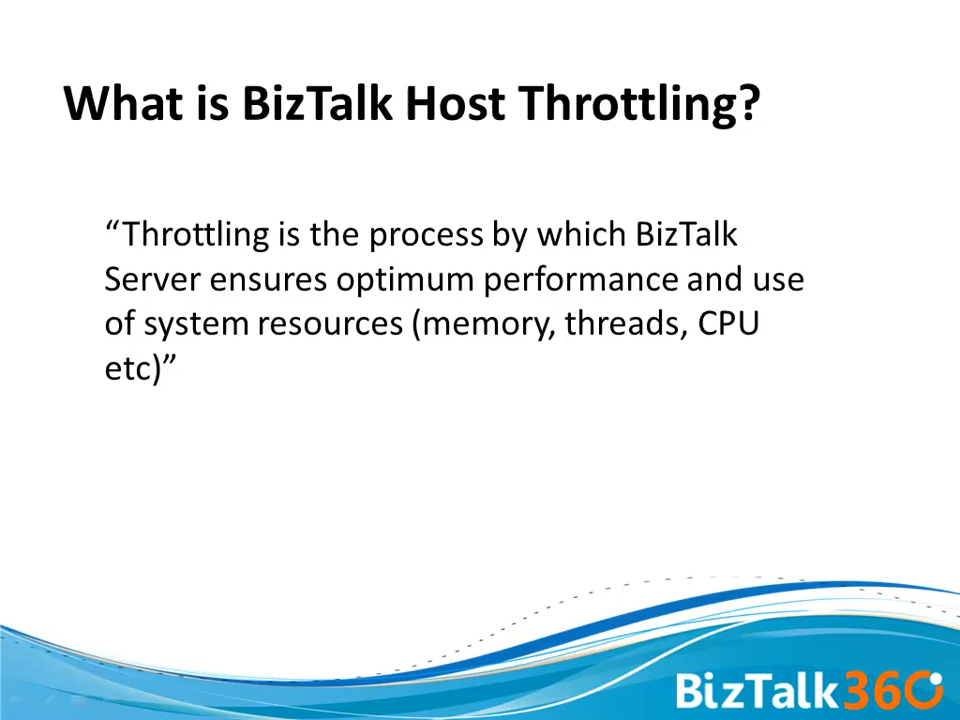 What is BizTalk Host Throttling?
“Throttling is the process by which BizTalk
Server ensures optimum performance and use
of system resources (memory, threads, CPU
etc)”
BizTalk360